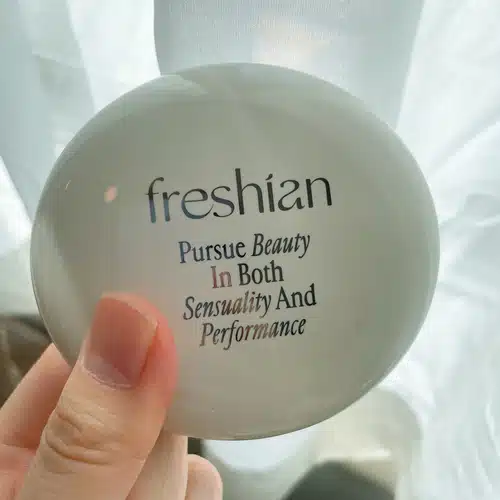 freshian
Pursue Beauty
In Both
Sensuality And
Performance